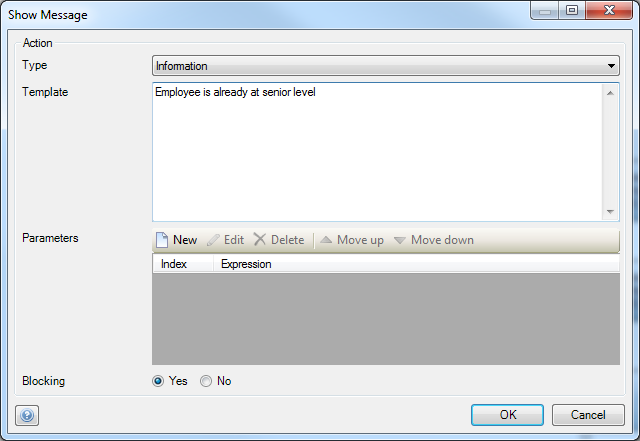 Show Message
Action
Type
Information
Template
Employee is already at senior level
Parameters
New Edit Delete Move up Move down
Index Expression
Blocking
Yes No
OK Cancel